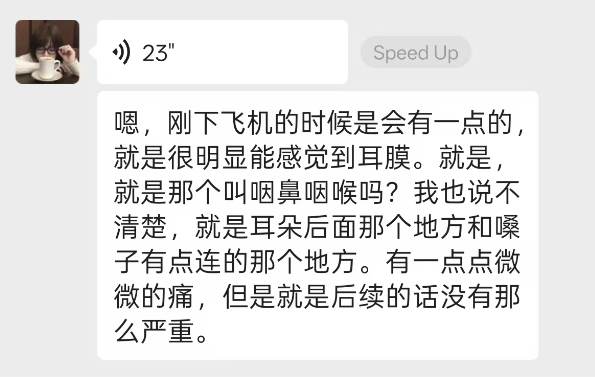 23"
Speed Up
嗯，刚下飞机的时候是会有一点的，
就是很明显能感觉到耳膜。就是，
就是那个叫咽鼻咽喉吗？我也说不
清楚，就是耳朵后面那个地方和嗓
子有点连的那个地方。有一点点微
微的痛，但是就是后续的话没有那
么严重。